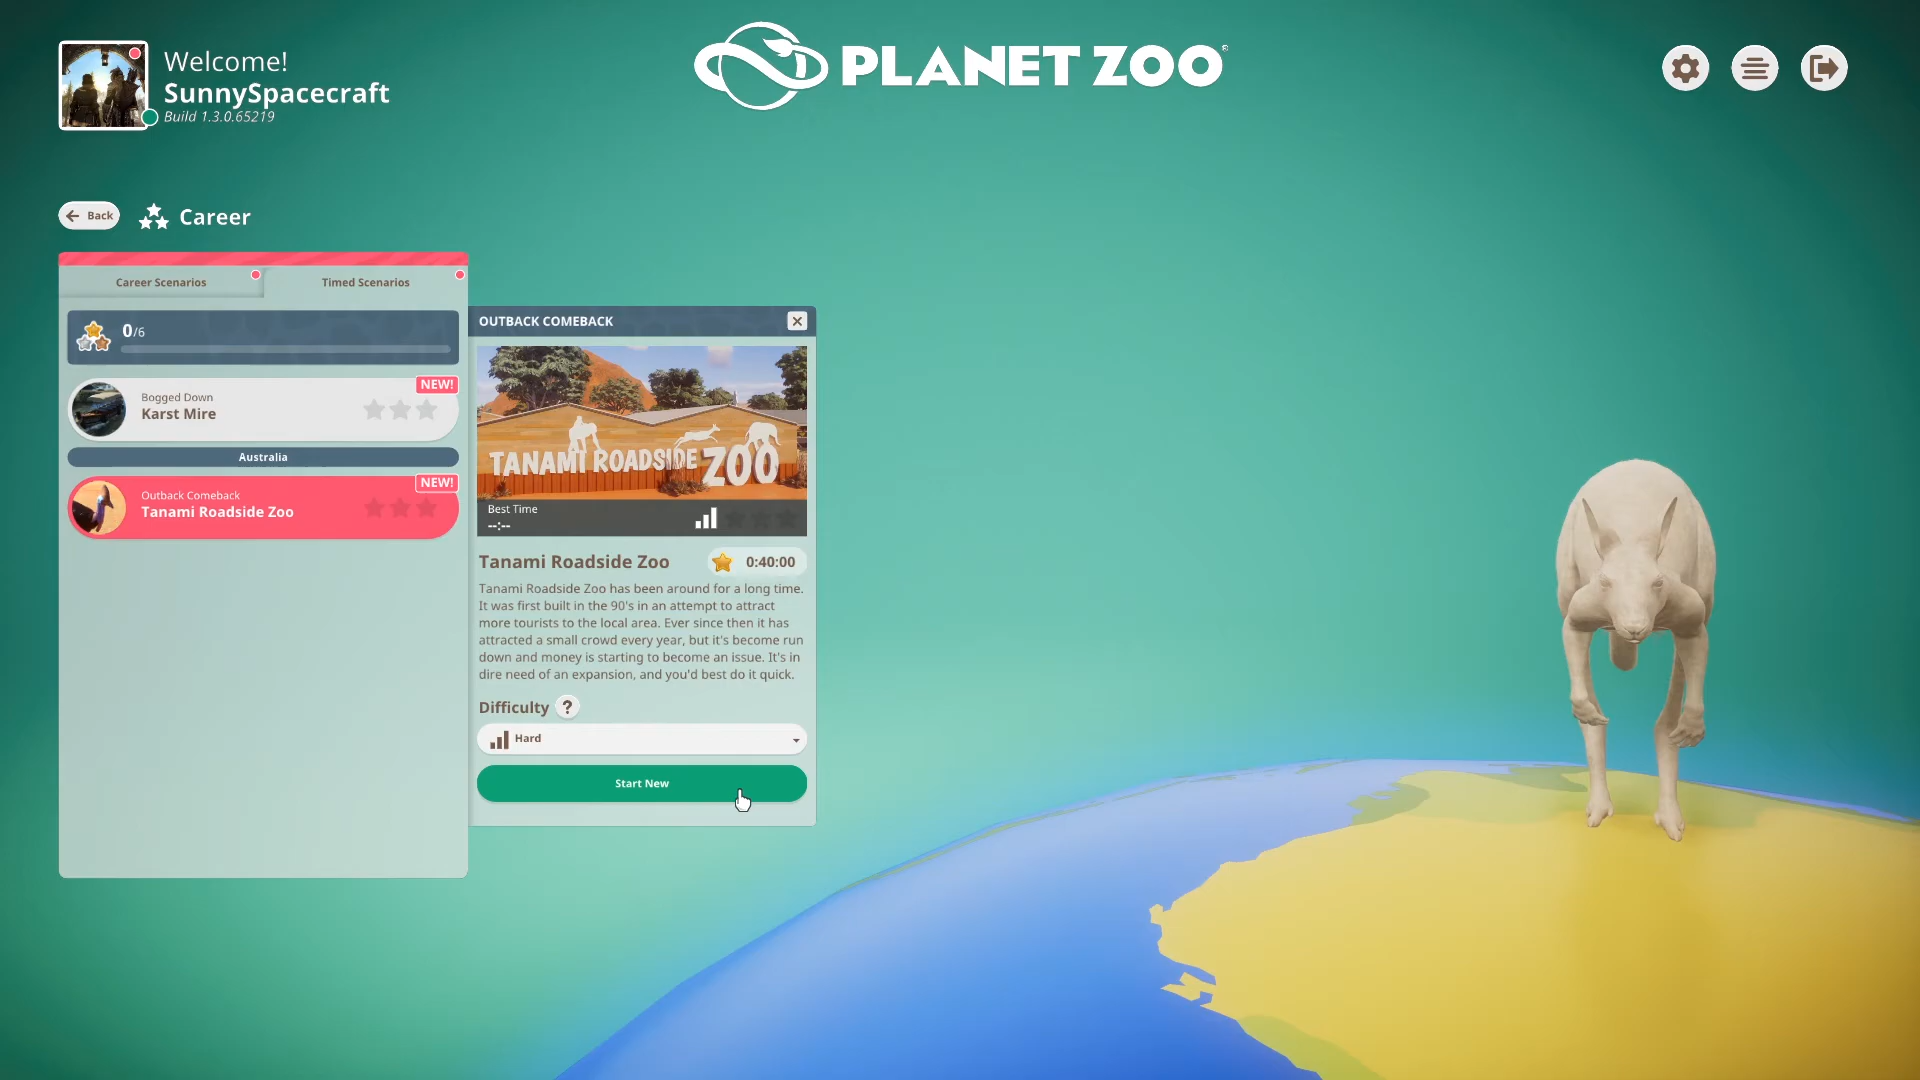 Welcome!
SunnySpacecraft
Build 1.3.0.65219
PLANET ZOO®
Back
Career
Career Scenarios
Timed Scenarios
0/6
NEW!
Bogged Down
Karst Mire
Australia
NEW!
Outback Comeback
Tanami Roadside Zoo
OUTBACK COMEBACK
TANAMI ROADSIDE ZOO
Best Time
--:--
Tanami Roadside Zoo
0:40:00
Tanami Roadside Zoo has been around for a long time.
It was first built in the 90's in an attempt to attract
more tourists to the local area. Ever since then it has
attracted a small crowd every year, but it's become run
down and money is starting to become an issue. It's in
dire need of an expansion, and you'd best do it quick.
Difficulty ?
Hard
Start New